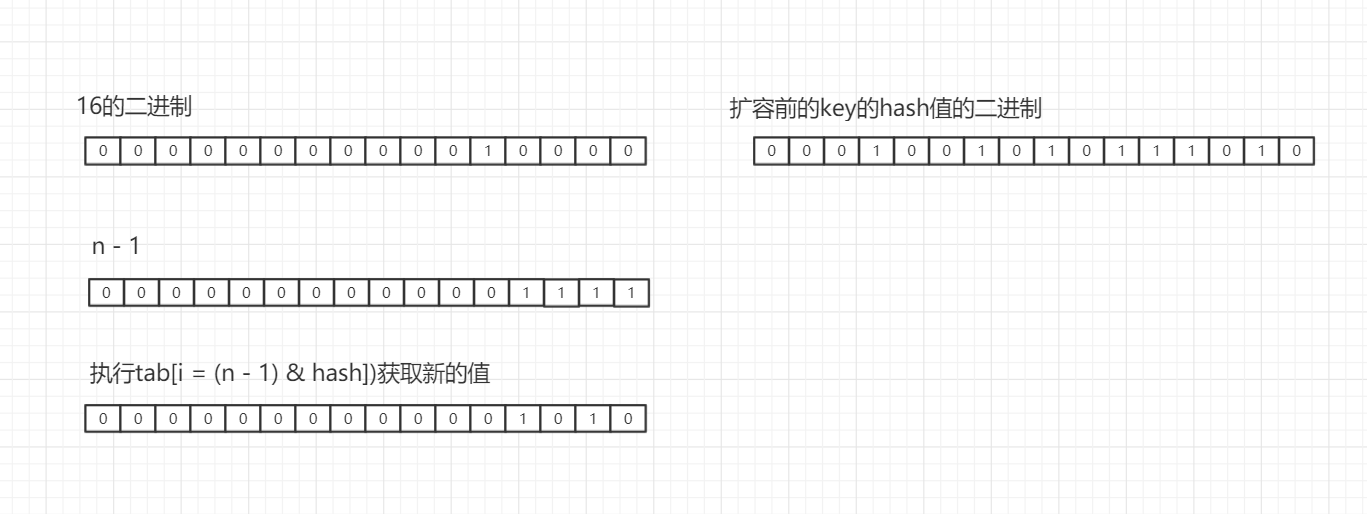 16的二进制
0 0 0 0 0 0 0 0 0 0 0 1 0 0 0 0
扩容前的key的hash值的二进制
0 0 0 1 0 0 1 0 1 0 1 1 1 0 1 0
n - 1
0 0 0 0 0 0 0 0 0 0 0 0 1 1 1 1
执行tab[i = (n - 1) & hash])获取新的值
0 0 0 0 0 0 0 0 0 0 0 0 1 0 1 0